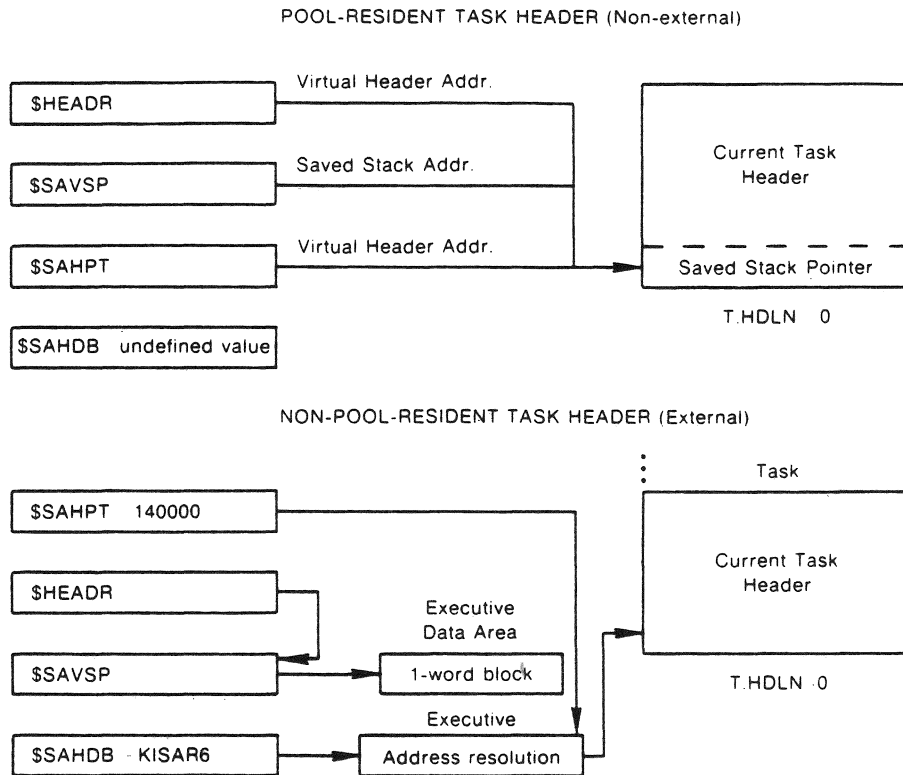 POOL-RESIDENT TASK HEADER (Non-external)
Virtual Header Addr.
$HEADR
Saved Stack Addr.
$SAVSP
Current Task
Header
Virtual Header Addr.
$SAHPT
Saved Stack Pointer
T.HDLN 0
$SAHDB undefined value
NON-POOL-RESIDENT TASK HEADER (External)
Task
$SAHPT 140000
Current Task
Header
$HEADR
Executive
Data Area
$SAVSP
1-word block
T.HDLN 0
Executive
$SAHDB - KISAR6
Address resolution